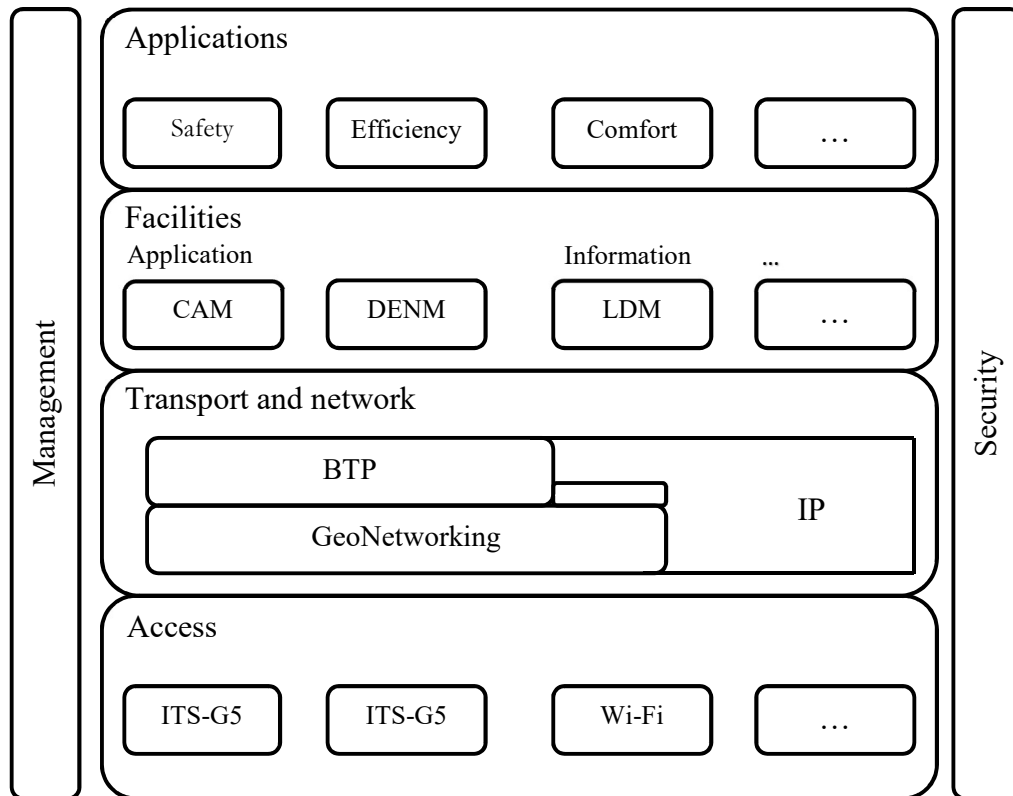 Applications
Safety
Efficiency
Comfort
…
Facilities
Application
Information
...
CAM
DENM
LDM
…
Transport and network
BTP
IP
GeoNetworking
Access
ITS-G5
ITS-G5
Wi-Fi
…
Management
Security